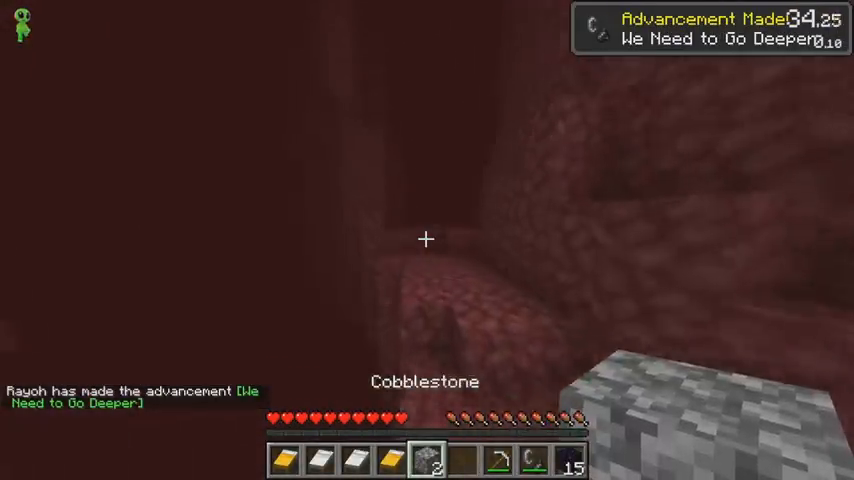 Advancement Made
34.25
We Need to Go Deeper
0.10
Cobblestone
Rayoh has made the advancement [We
Need to Go Deeper]
2
15